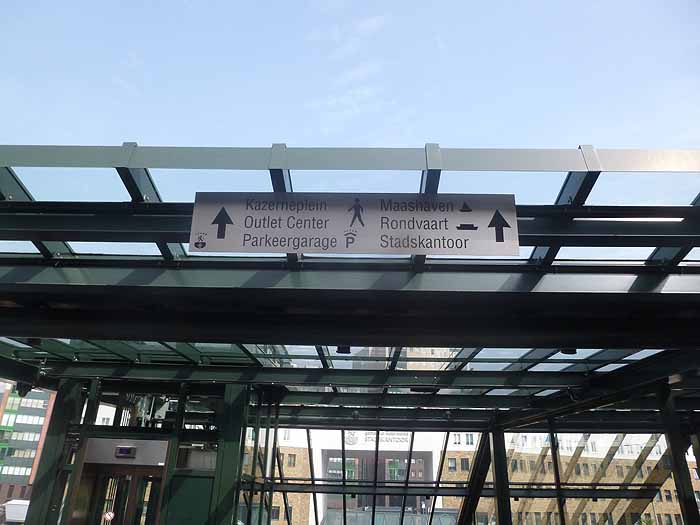 Kazerneplein
Outlet Center
Parkeergarage P
Maashaven
Rondvaart
Stadskantoor
STADSKANTOOR